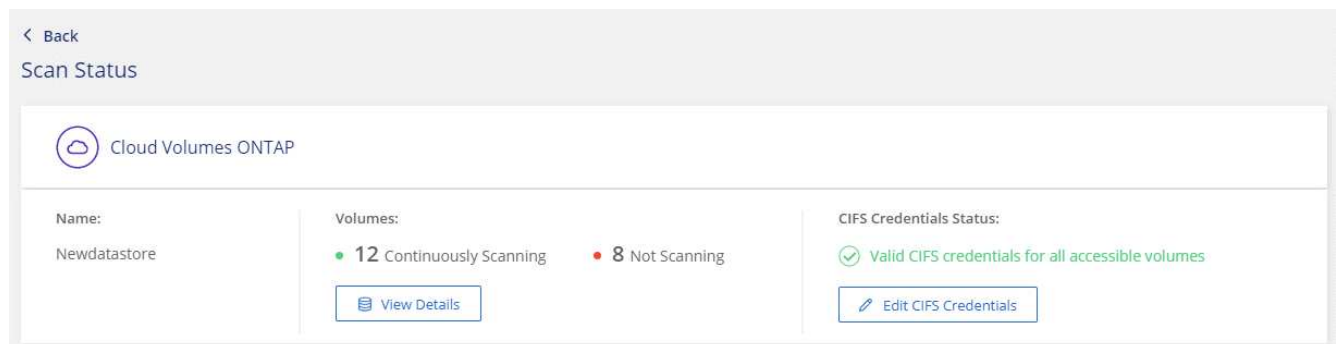 Back
Scan Status
Cloud Volumes ONTAP
Name:
Newdatastore
Volumes:
12 Continuously Scanning
8 Not Scanning
View Details
CIFS Credentials Status:
Valid CIFS credentials for all accessible volumes
Edit CIFS Credentials